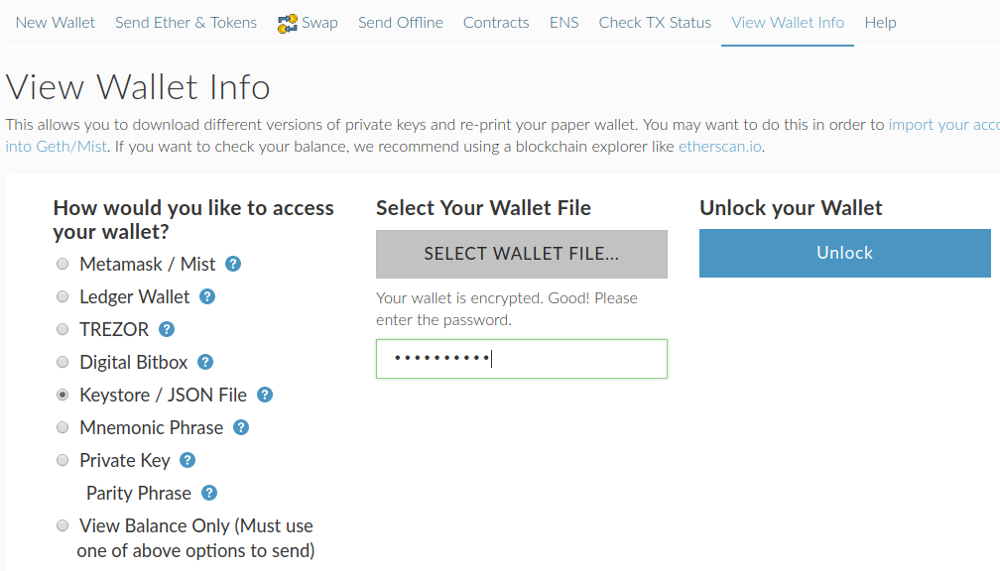 New Wallet Send Ether & Tokens Swap Send Offline Contracts ENS Check TX Status View Wallet Info Help
View Wallet Info
This allows you to download different versions of private keys and re-print your paper wallet. You may want to do this in order to import your acc
into Geth/Mist. If you want to check your balance, we recommend using a blockchain explorer like etherscan.io.
How would you like to access
your wallet?
Metamask / Mist ?
Ledger Wallet ?
TREZOR ?
Digital Bitbox ?
Keystore / JSON File ?
Mnemonic Phrase ?
Private Key ?
Parity Phrase ?
View Balance Only (Must use
one of above options to send)
Select Your Wallet File
SELECT WALLET FILE...
Your wallet is encrypted. Good! Please
enter the password.
••••••••••
Unlock your Wallet
Unlock